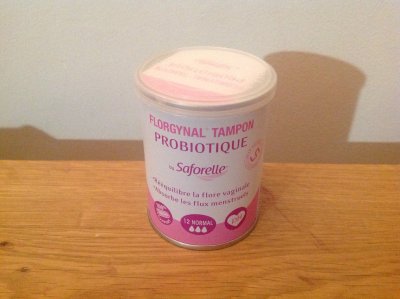 FLORGYNAL TAMPON
PROBIOTIQUE
by Saforelle
•Rééquilibre la flore vaginale
•Absorbe les flux menstruels
12 NORMAL